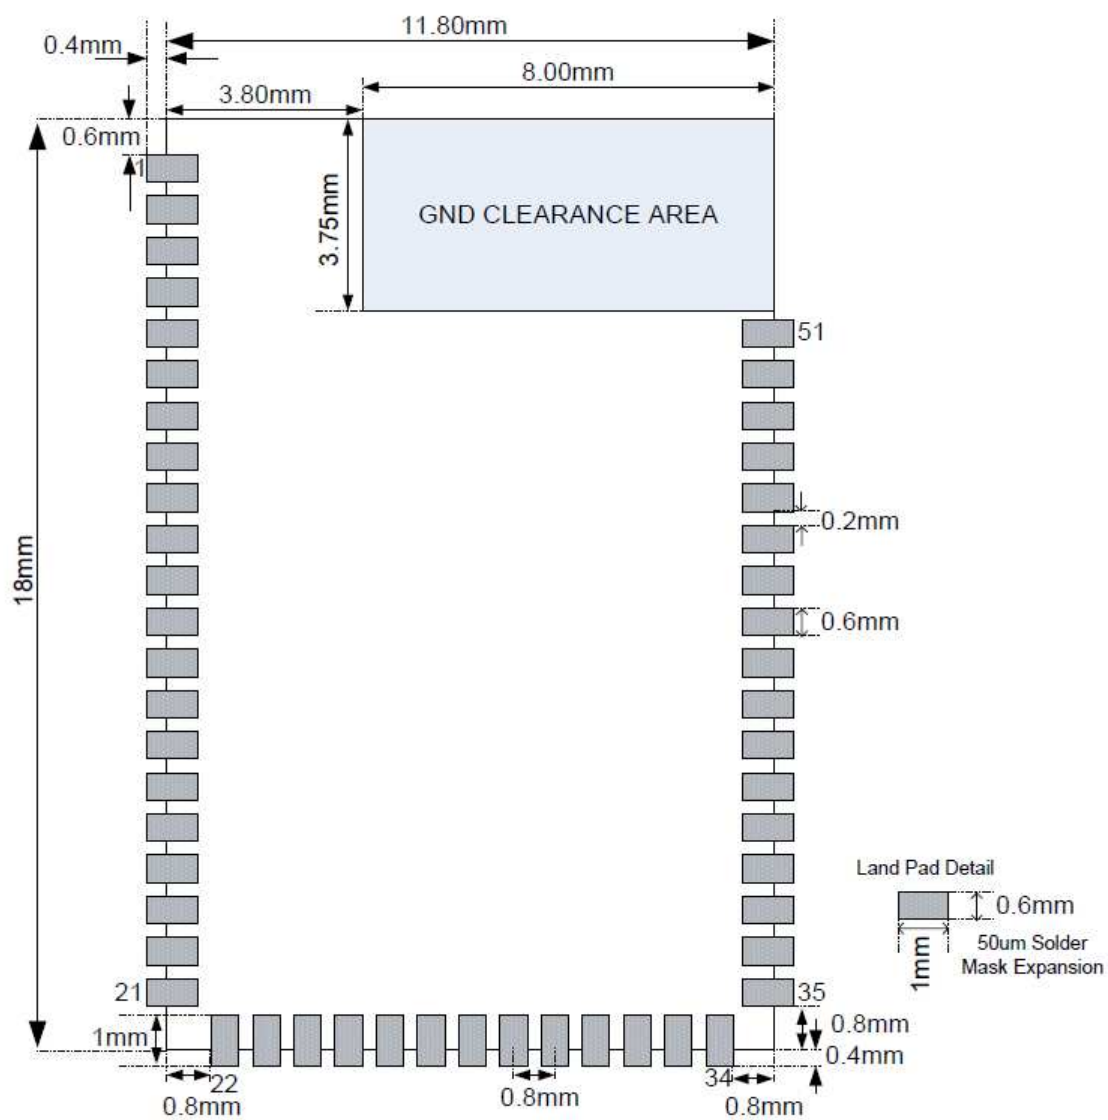 11.80mm
0.4mm
8.00mm
3.80mm
0.6mm
1
3.75mm
GND CLEARANCE AREA
51
0.2mm
18mm
0.6mm
Land Pad Detail
0.6mm
1mm
50um Solder
Mask Expansion
21
35
1mm
0.8mm
0.4mm
22
34
0.8mm
0.8mm
0.8mm